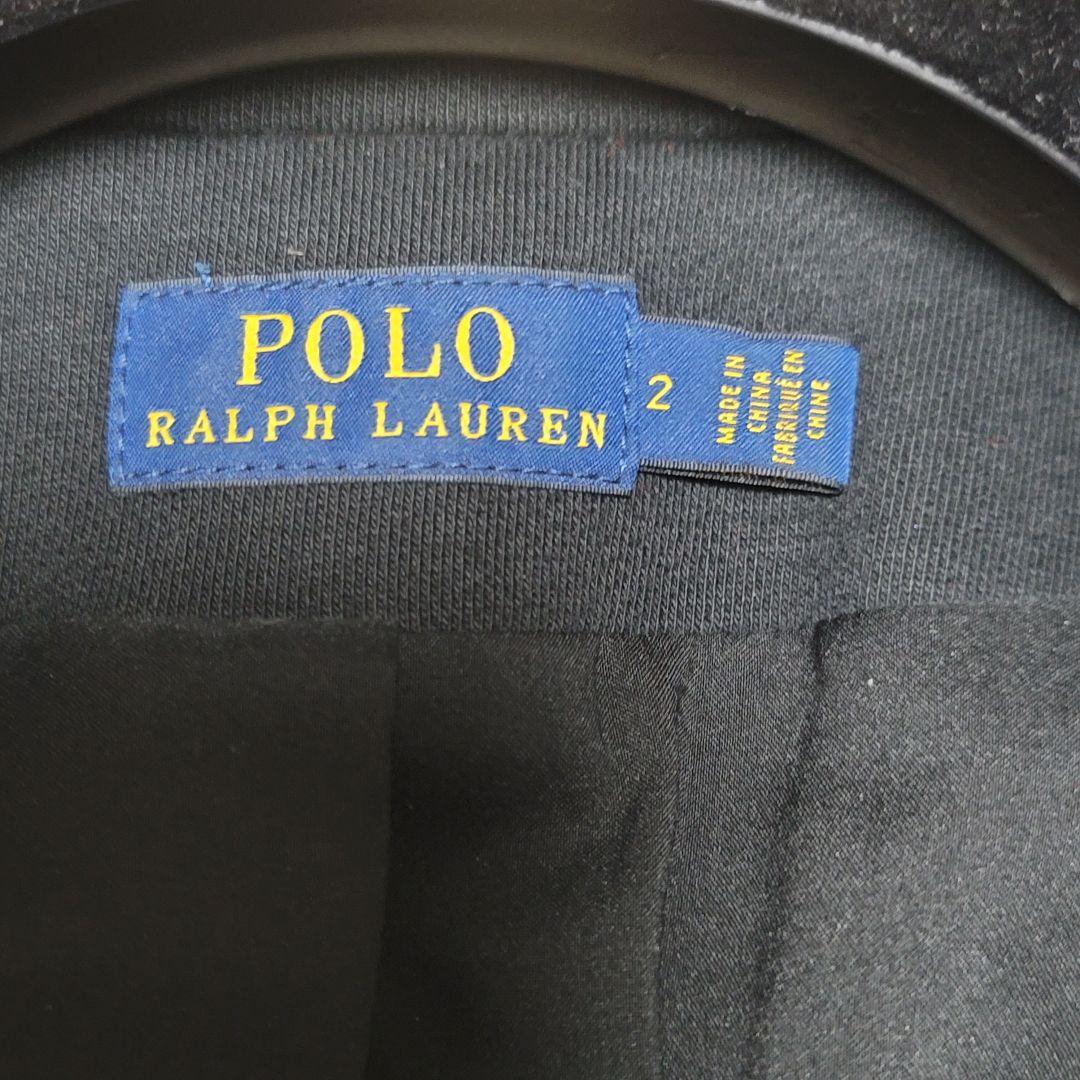 POLO
RALPH LAUREN
2
MADE IN
CHINA
FABRIQUÉ EN
CHINE